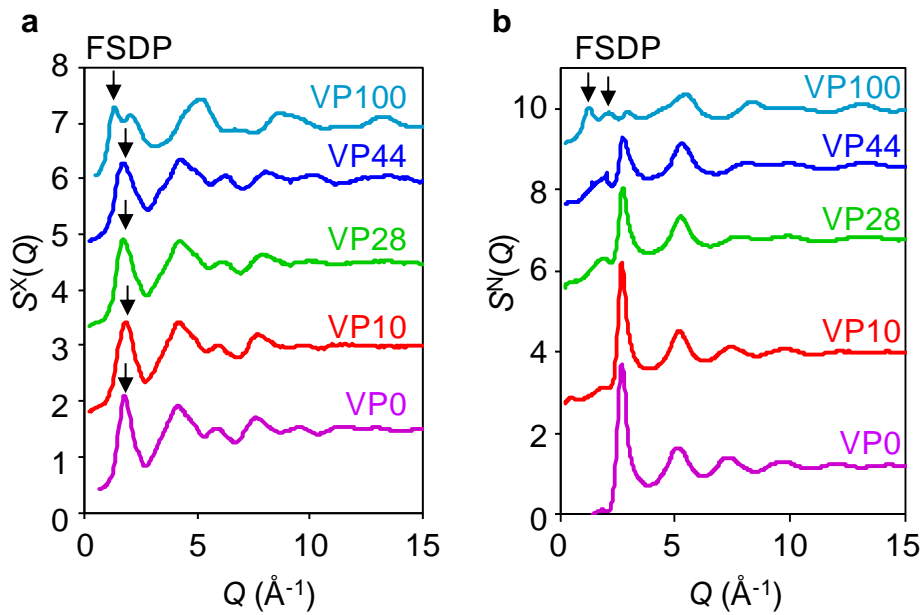 a
FSDP
8
7
6
5
4
3
2
1
0
S^X(Q)
VP100
VP44
VP28
VP10
VP0
0
5
10
15
Q (Å-1)
b
FSDP
10
8
6
4
2
0
S^N(Q)
VP100
VP44
VP28
VP10
VP0
0
5
10
15
Q (Å-1)